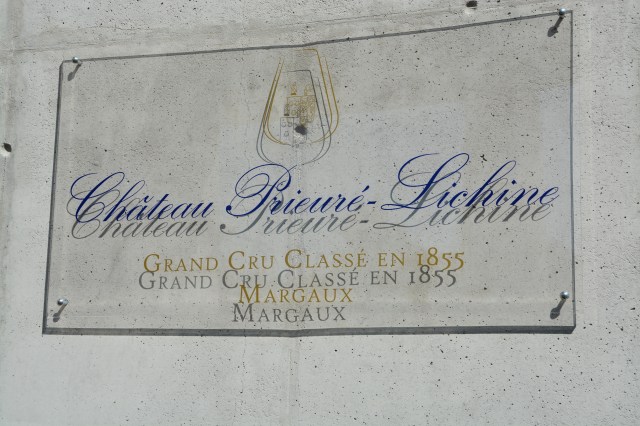 Château Prieuré-Lichine
Grand Cru Classé en 1855
Margaux